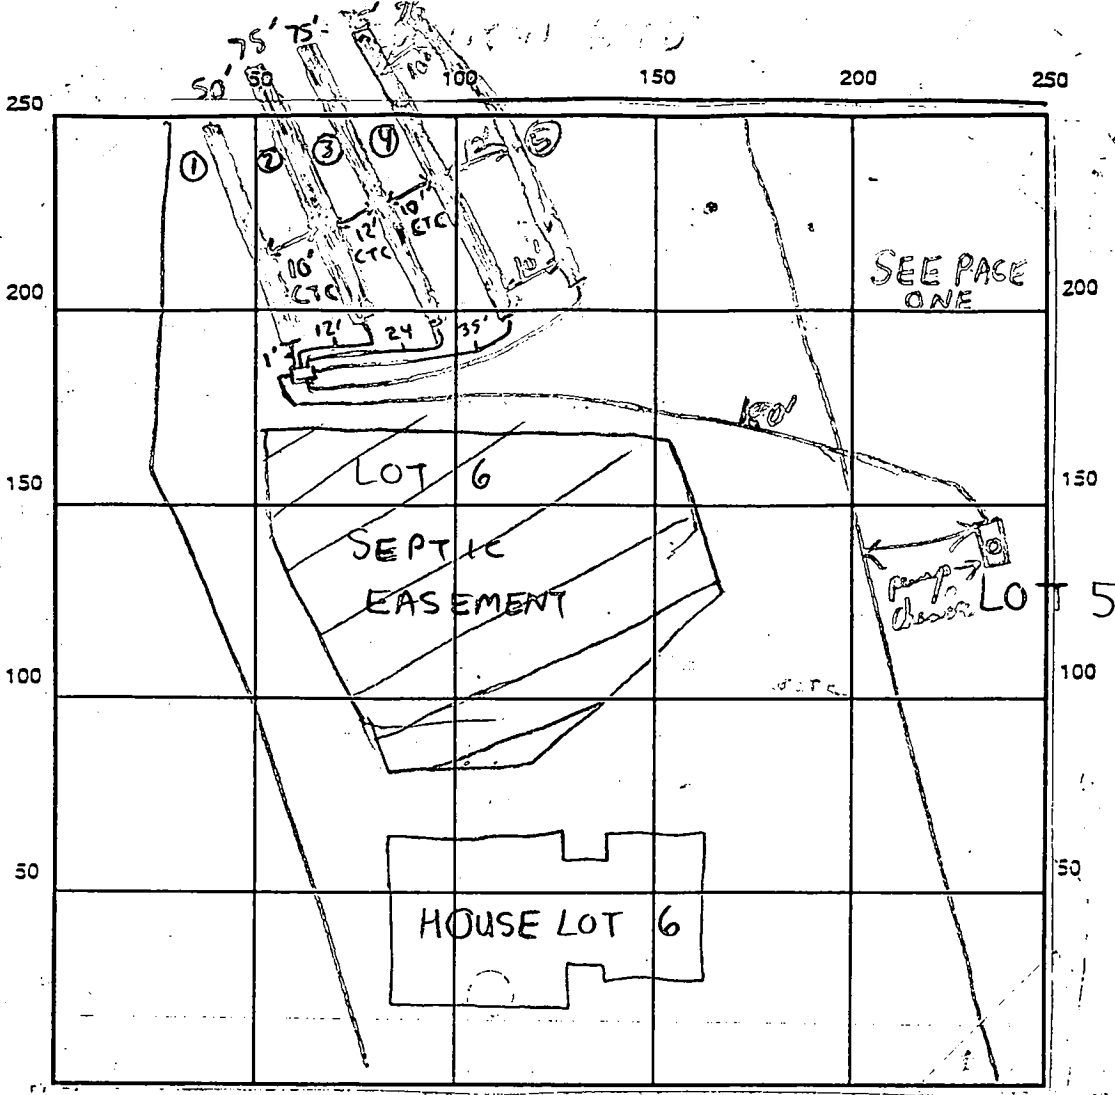 50' 75' 75'
50 100 150 200 250
250
① ② ③ ④ ⑤
12'
10' CTC
12' CTC
10' CTC
10'
SEE PAGE
ONE
200 200
1' 12' 24 35'
180'
LOT 6
150 150
SEPTIC
EASEMENT
pump
LOT 5
100 100
50 50
HOUSE LOT 6